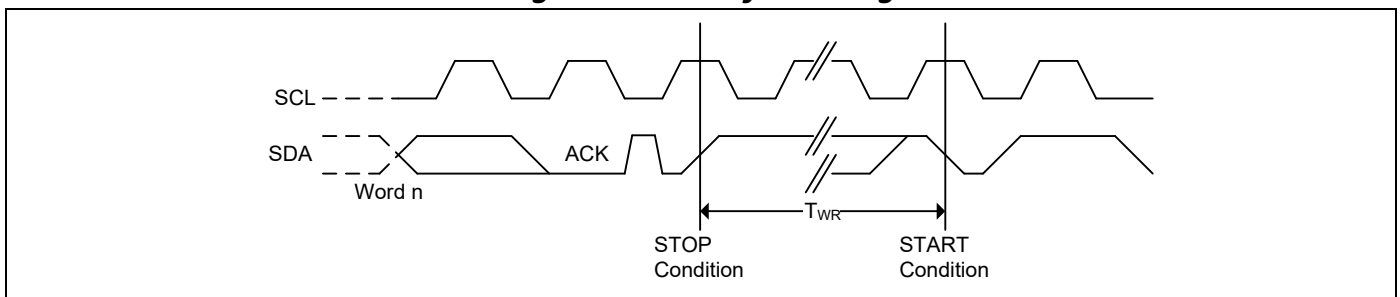 SCL
SDA
ACK
Word n
TWR
STOP
Condition
START
Condition